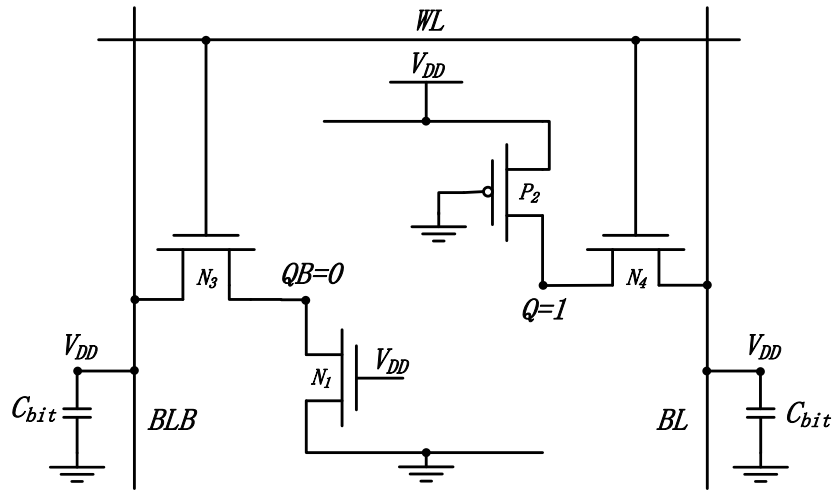 WL
V_DD
P_2
N_3
N_4
QB=0
Q=1
V_DD
V_DD
N_1
V_DD
C_bit
BLB
BL
C_bit